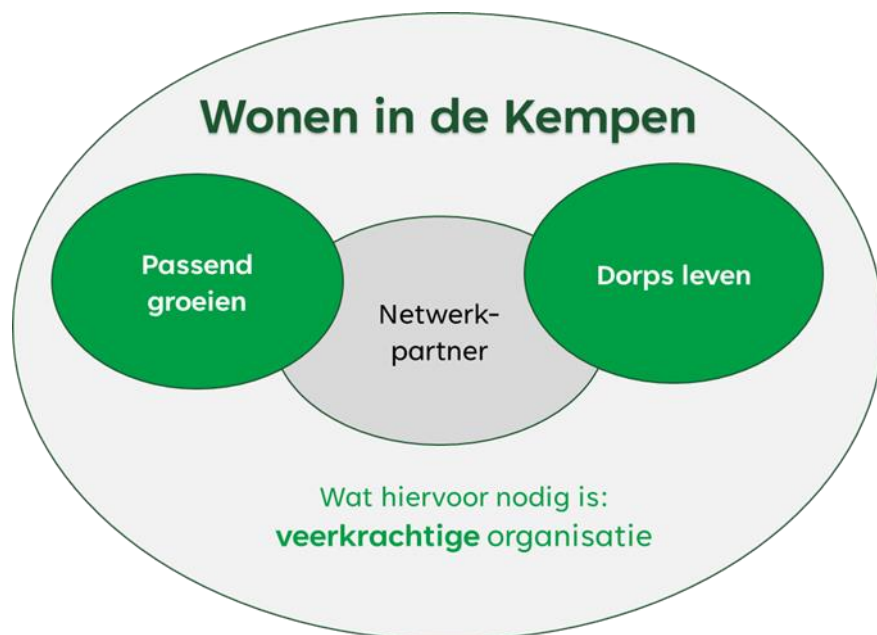 Wonen in de Kempen
Passend
groeien
Netwerk-
partner
Dorps leven
Wat hiervoor nodig is:
veerkrachtige organisatie